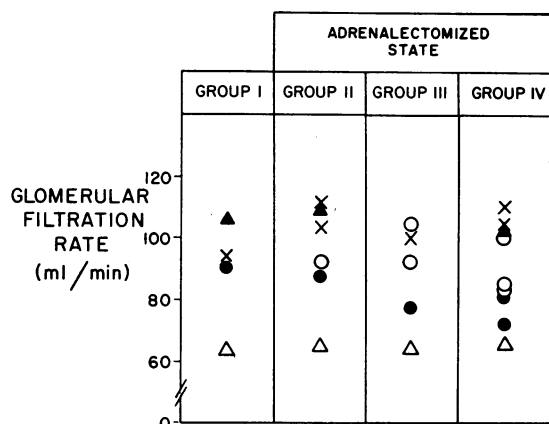 ADRENALECTOMIZED
STATE
GROUP I GROUP II GROUP III GROUP IV
GLOMERULAR
FILTRATION
RATE
(ml/min)
120
100
80
60
0